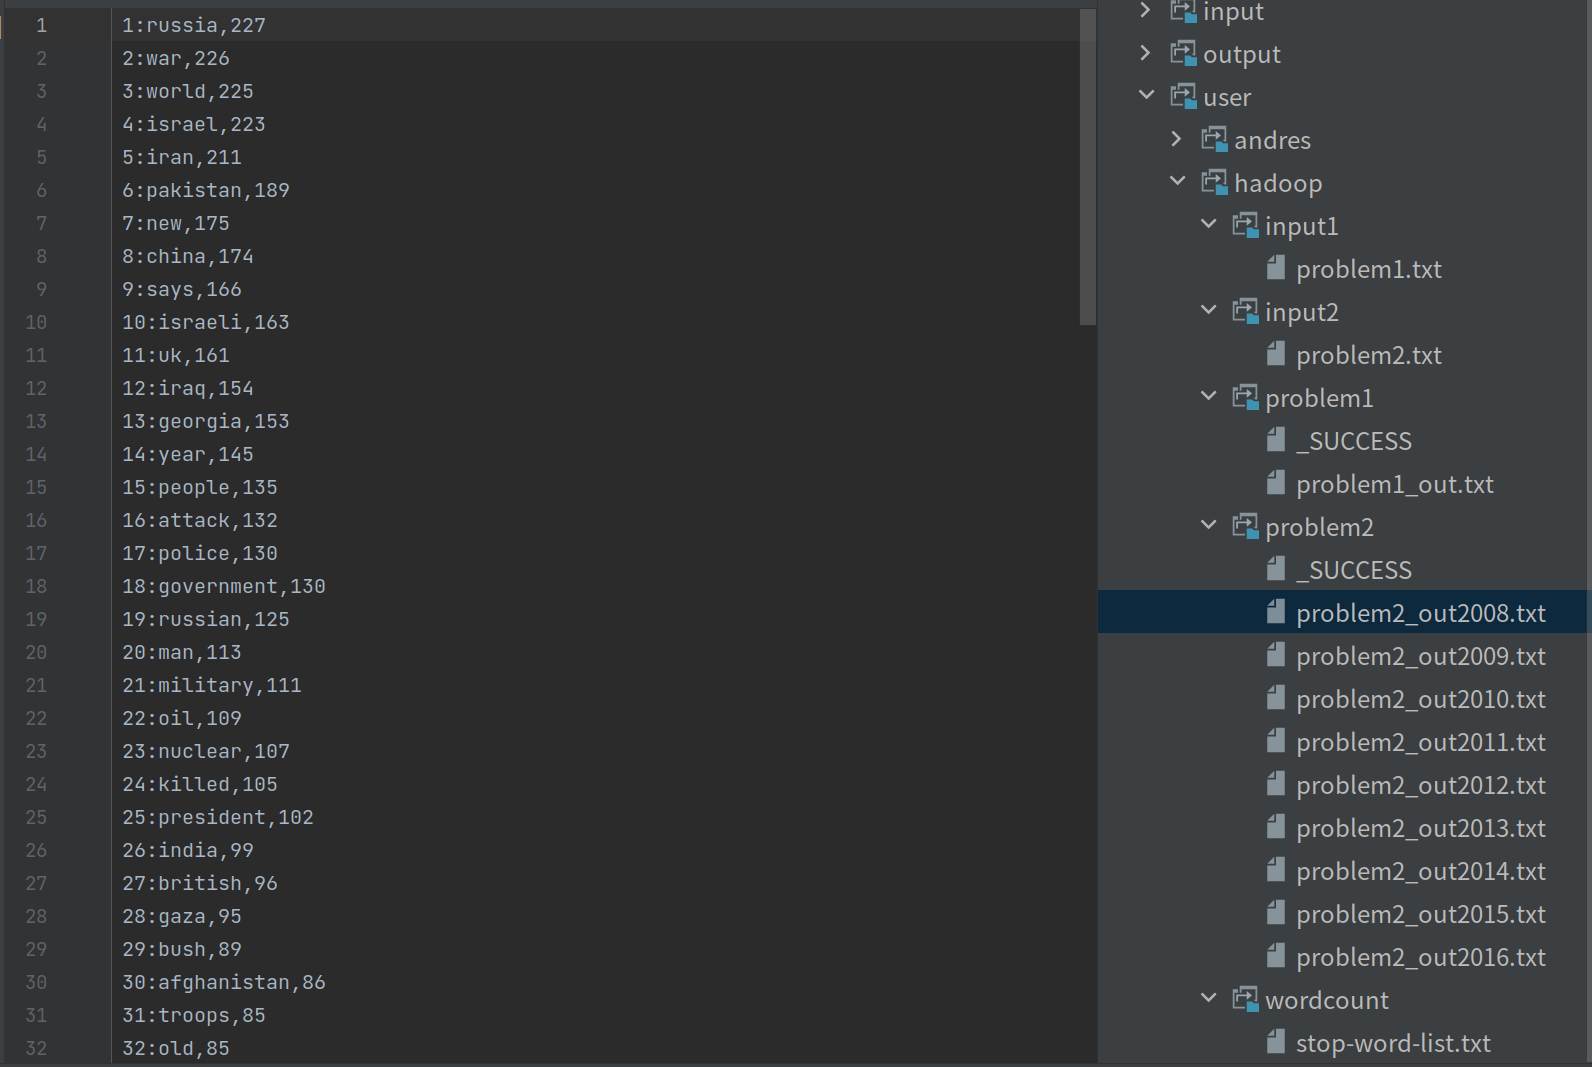 1 1:russia,227
2 2:war,226
3 3:world,225
4 4:israel,223
5 5:iran,211
6 6:pakistan,189
7 7:new,175
8 8:china,174
9 9:says,166
10 10:israeli,163
11 11:uk,161
12 12:iraq,154
13 13:georgia,153
14 14:year,145
15 15:people,135
16 16:attack,132
17 17:police,130
18 18:government,130
19 19:russian,125
20 20:man,113
21 21:military,111
22 22:oil,109
23 23:nuclear,107
24 24:killed,105
25 25:president,102
26 26:india,99
27 27:british,96
28 28:gaza,95
29 29:bush,89
30 30:afghanistan,86
31 31:troops,85
32 32:old,85
input
output
user
andres
hadoop
input1
problem1.txt
input2
problem2.txt
problem1
_SUCCESS
problem1_out.txt
problem2
_SUCCESS
problem2_out2008.txt
problem2_out2009.txt
problem2_out2010.txt
problem2_out2011.txt
problem2_out2012.txt
problem2_out2013.txt
problem2_out2014.txt
problem2_out2015.txt
problem2_out2016.txt
wordcount
stop-word-list.txt